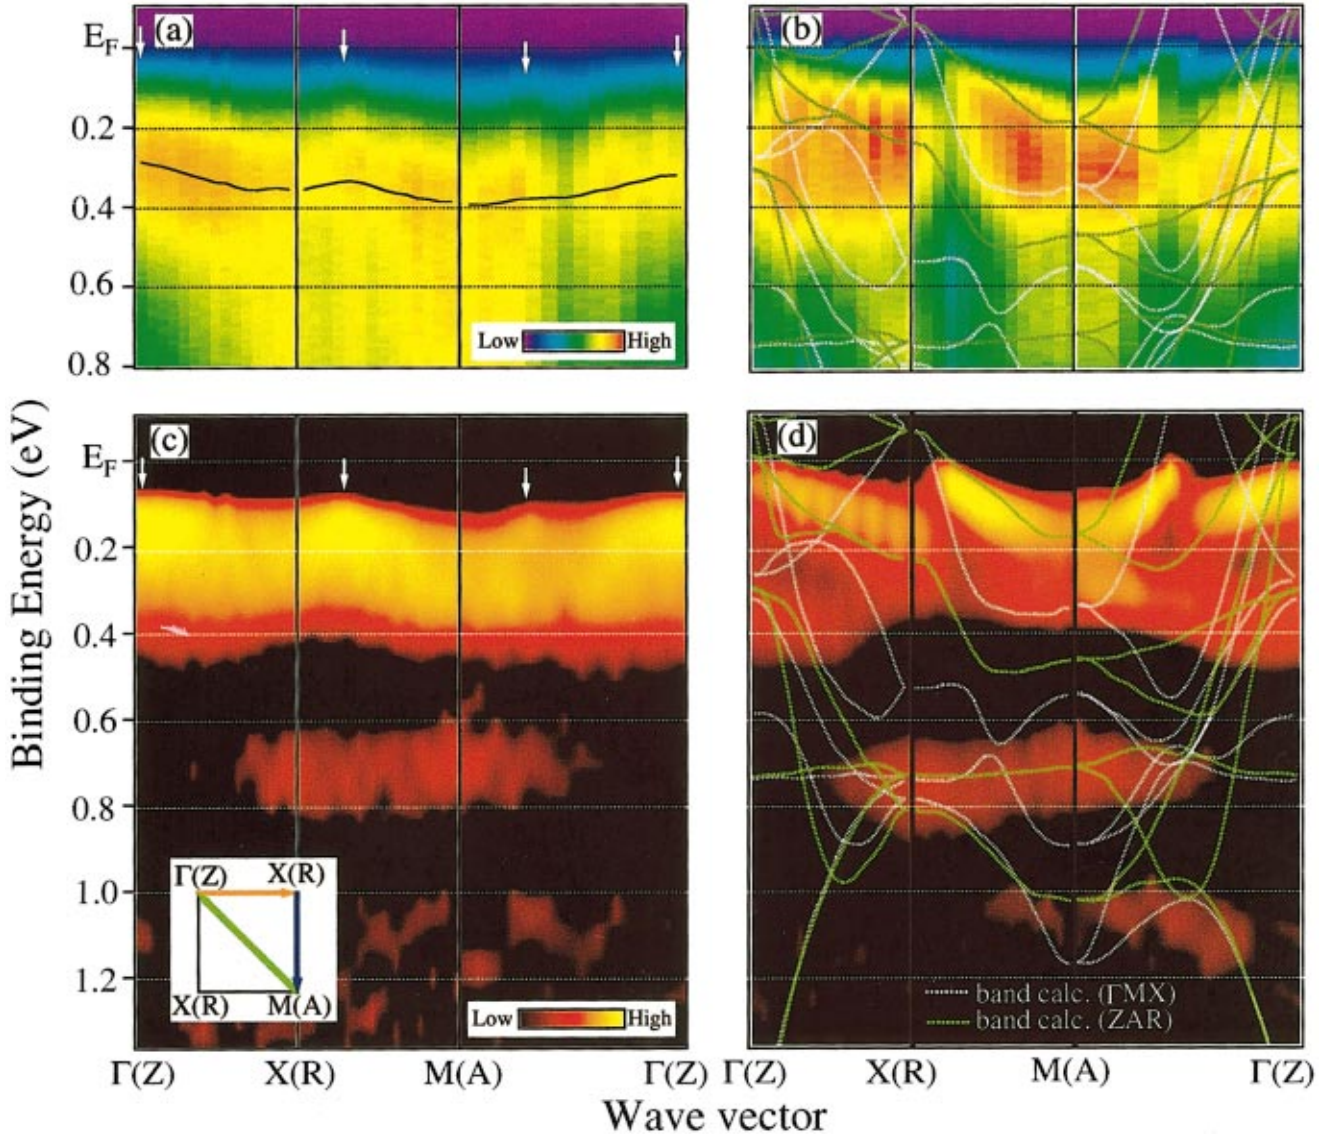 (a)
(b)
E_F
0.2
0.4
0.6
0.8
Low High
(c)
(d)
E_F
0.2
0.4
0.6
0.8
1.0
1.2
Binding Energy (eV)
Γ(Z) X(R)
X(R) M(A)
Low High
band calc. (ΓMX)
band calc. (ZAR)
Γ(Z) X(R) M(A) Γ(Z) Γ(Z) X(R) M(A) Γ(Z)
Wave vector